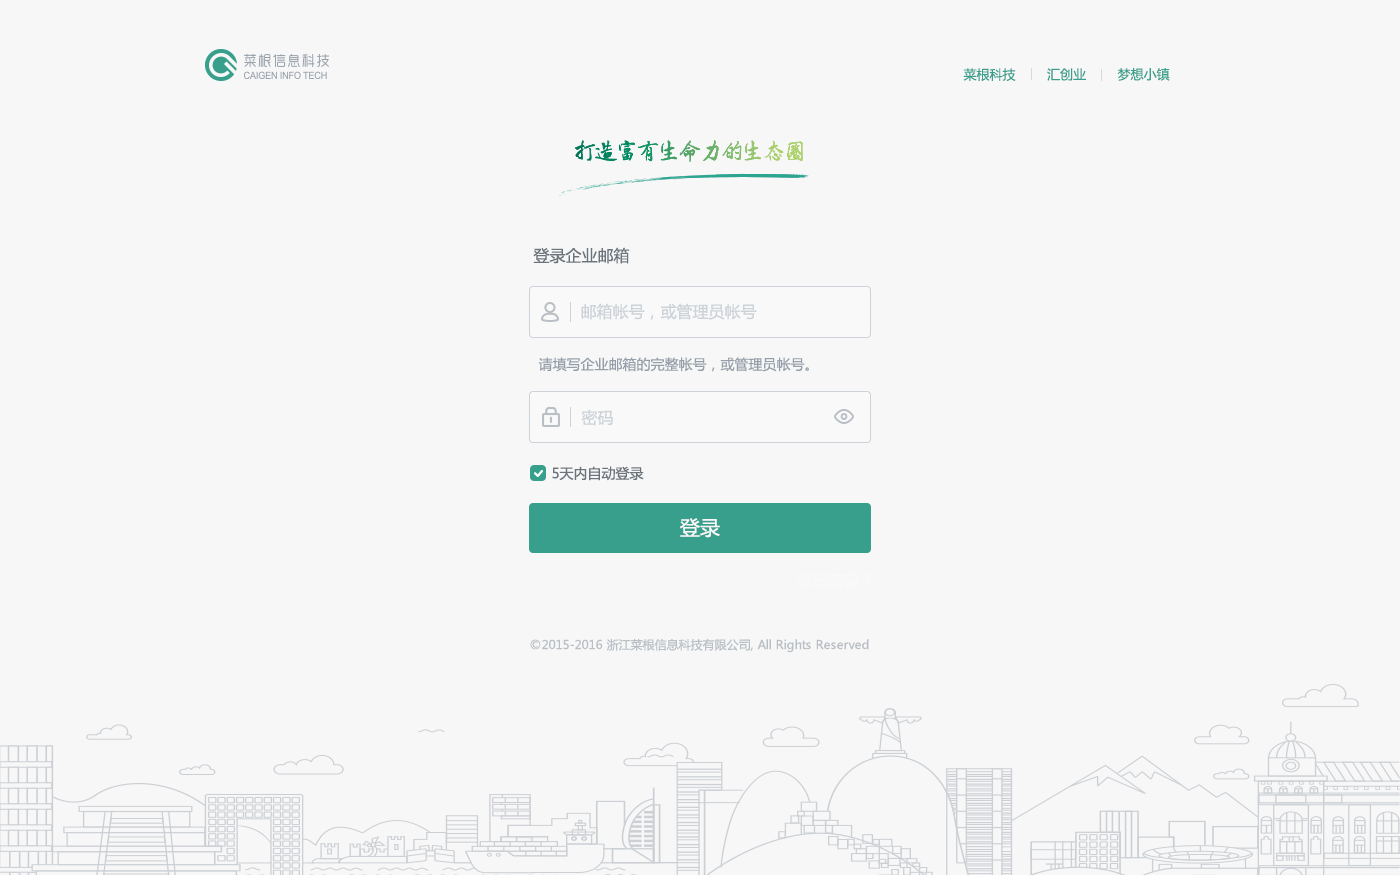 菜根信息科技
CAIGEN INFO TECH
菜根科技 汇创业 梦想小镇
打造富有生命力的生态圈
登录企业邮箱
邮箱帐号，或管理员帐号
请填写企业邮箱的完整帐号，或管理员帐号。
密码
5天内自动登录
登录
©2015-2016 浙江菜根信息科技有限公司, All Rights Reserved